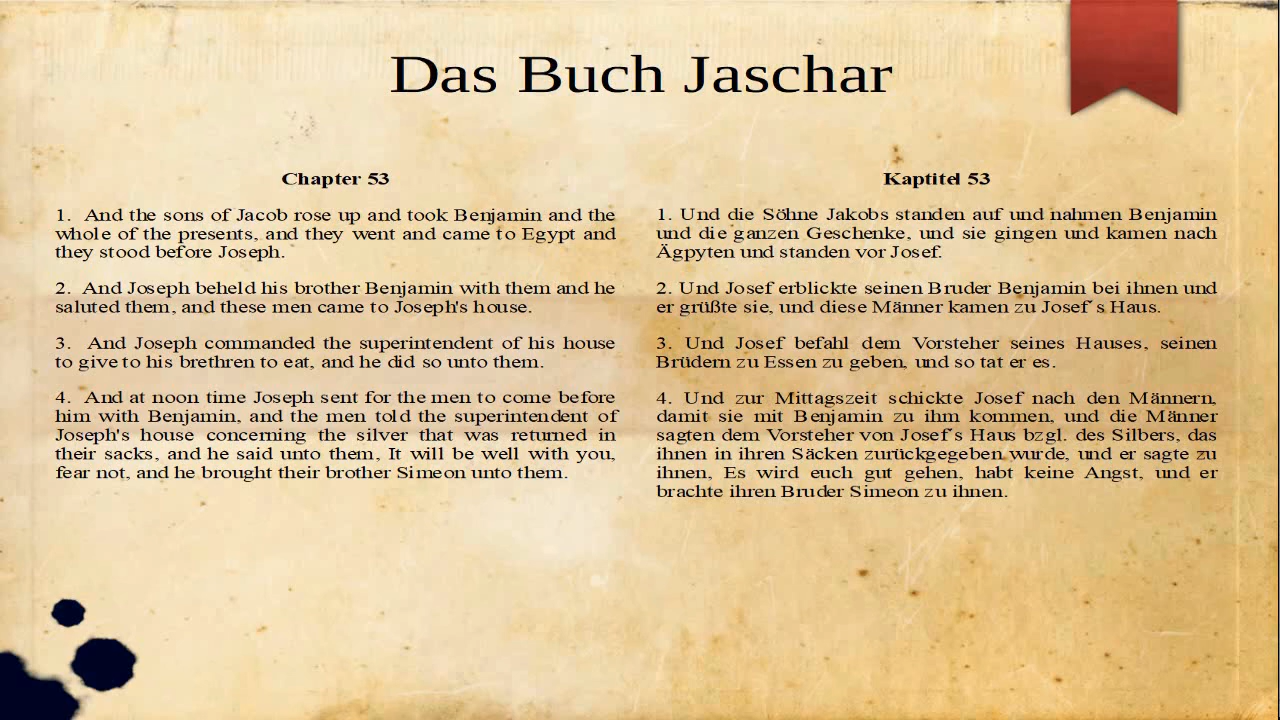 Das Buch Jaschar
Chapter 53
1. And the sons of Jacob rose up and took Benjamin and the
whole of the presents, and they went and came to Egypt and
they stood before Joseph.
2. And Joseph beheld his brother Benjamin with them and he
saluted them, and these men came to Joseph's house.
3. And Joseph commanded the superintendent of his house
to give to his brethren to eat, and he did so unto them.
4. And at noon time Joseph sent for the men to come before
him with Benjamin, and the men told the superintendent of
Joseph's house concerning the silver that was returned in
their sacks, and he said unto them, It will be well with you,
fear not, and he brought their brother Simeon unto them.
Kaptitel 53
1. Und die Söhne Jakobs standen auf und nahmen Benjamin
und die ganzen Geschenke, und sie gingen und kamen nach
Ägpyten und standen vor Josef.
2. Und Josef erblickte seinen Bruder Benjamin bei ihnen und
er grüßte sie, und diese Männer kamen zu Josef´s Haus.
3. Und Josef befahl dem Vorsteher seines Hauses, seinen
Brüdern zu Essen zu geben, und so tat er es.
4. Und zur Mittagszeit schickte Josef nach den Männern,
damit sie mit Benjamin zu ihm kommen, und die Männer
sagten dem Vorsteher von Josef´s Haus bzgl. des Silbers, das
ihnen in ihren Säcken zurückgegeben wurde, und er sagte zu
ihnen, Es wird euch gut gehen, habt keine Angst, und er
brachte ihren Bruder Simeon zu ihnen.